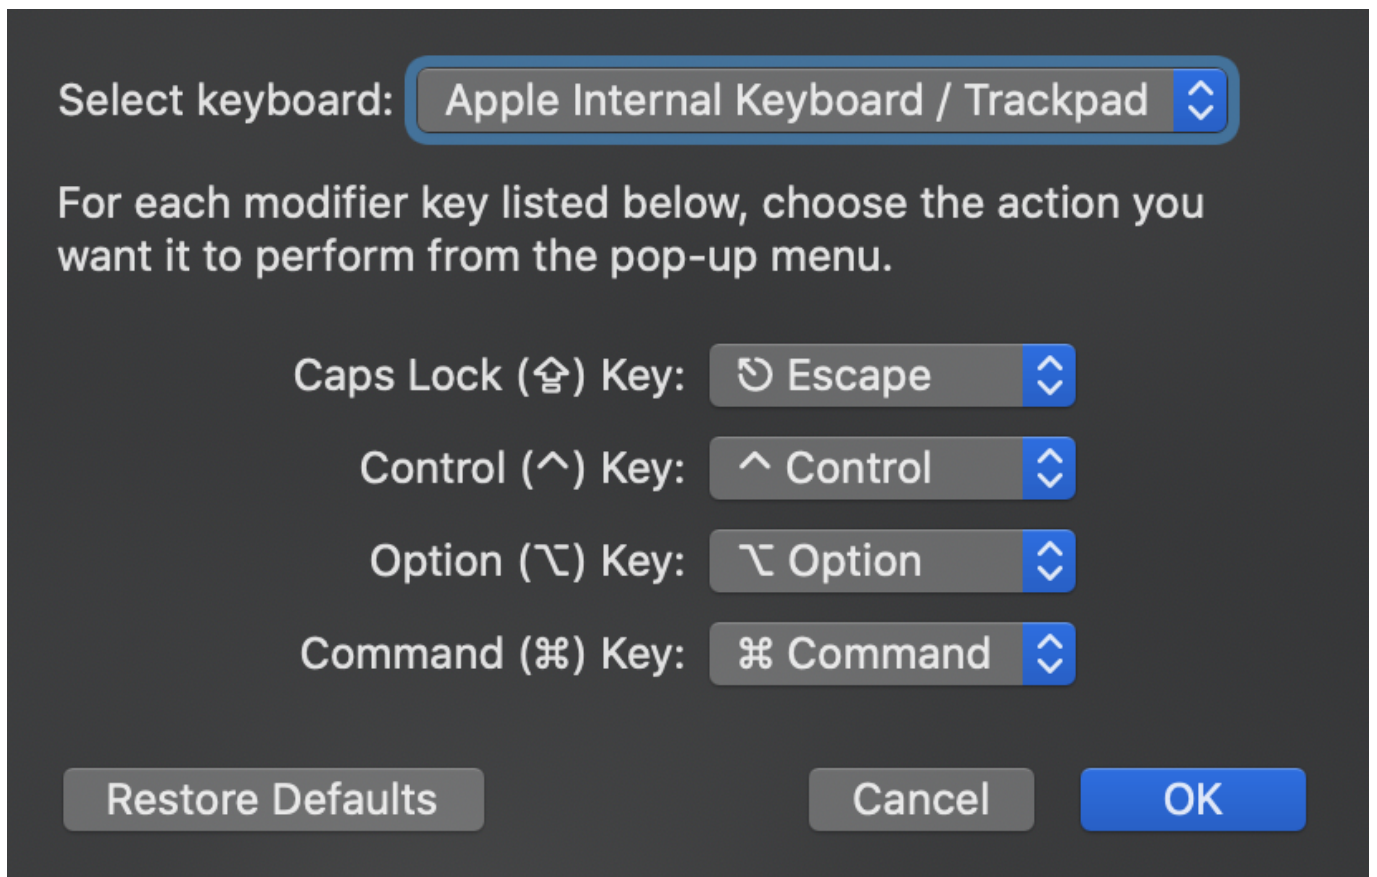 Select keyboard: Apple Internal Keyboard / Trackpad
For each modifier key listed below, choose the action you
want it to perform from the pop-up menu.
Caps Lock (⇪) Key: ⎋ Escape
Control (^) Key: ^ Control
Option (⌥) Key: ⌥ Option
Command (⌘) Key: ⌘ Command
Restore Defaults Cancel OK